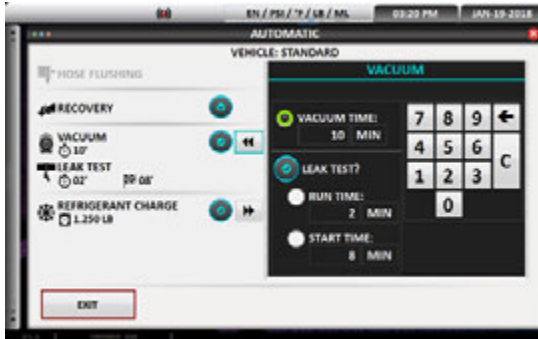 EN / PSI / °F / LB / ML
03:20 PM
JAN-19-2018
AUTOMATIC
VEHICLE: STANDARD
HOSE FLUSHING
RECOVERY
VACUUM
10'
LEAK TEST
02' 08'
REFRIGERANT CHARGE
1.250 LB
EXIT
VACUUM
VACUUM TIME:
10 MIN
LEAK TEST?
RUN TIME:
2 MIN
START TIME:
8 MIN
7 8 9
4 5 6 C
1 2 3
0